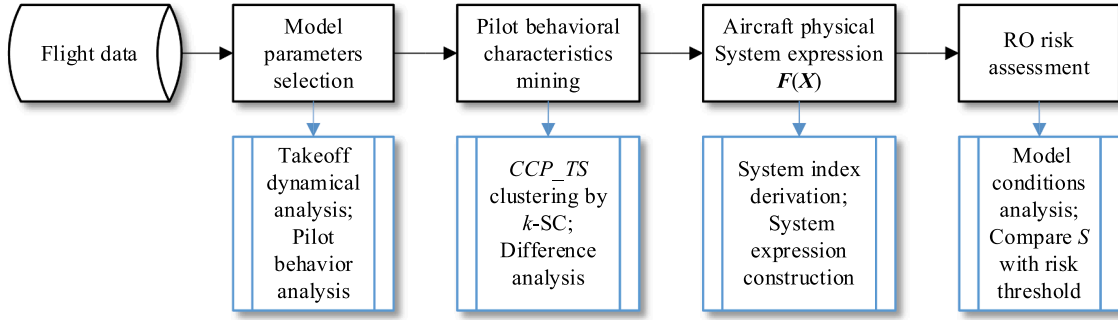 Flight data
Model
parameters
selection
Pilot behavioral
characteristics
mining
Aircraft physical
System expression
F(X)
RO risk
assessment
Takeoff
dynamical
analysis;
Pilot
behavior
analysis
CCP_TS
clustering by
k-SC;
Difference
analysis
System index
derivation;
System
expression
construction
Model
conditions
analysis;
Compare S
with risk
threshold